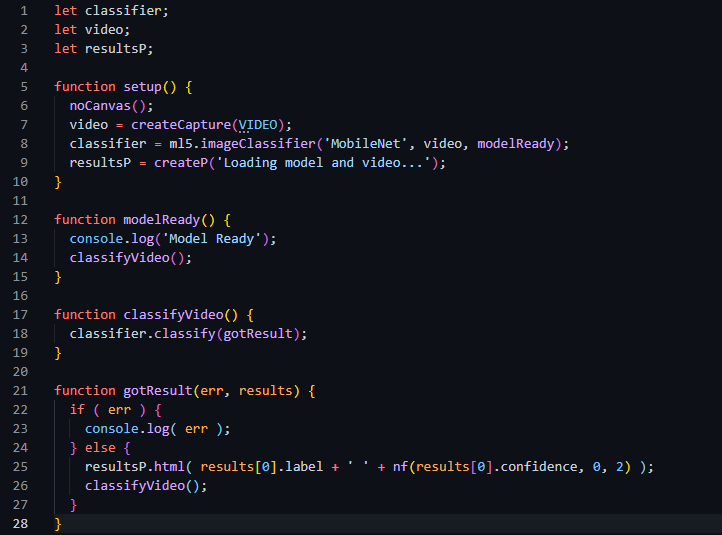 1 let classifier;
2 let video;
3 let resultsP;
4
5 function setup() {
6   noCanvas();
7   video = createCapture(VIDEO);
8   classifier = ml5.imageClassifier('MobileNet', video, modelReady);
9   resultsP = createP('Loading model and video...');
10 }
11
12 function modelReady() {
13   console.log('Model Ready');
14   classifyVideo();
15 }
16
17 function classifyVideo() {
18   classifier.classify(gotResult);
19 }
20
21 function gotResult(err, results) {
22   if ( err ) {
23     console.log( err );
24   } else {
25     resultsP.html( results[0].label + ' ' + nf(results[0].confidence, 0, 2) );
26     classifyVideo();
27   }
28 }